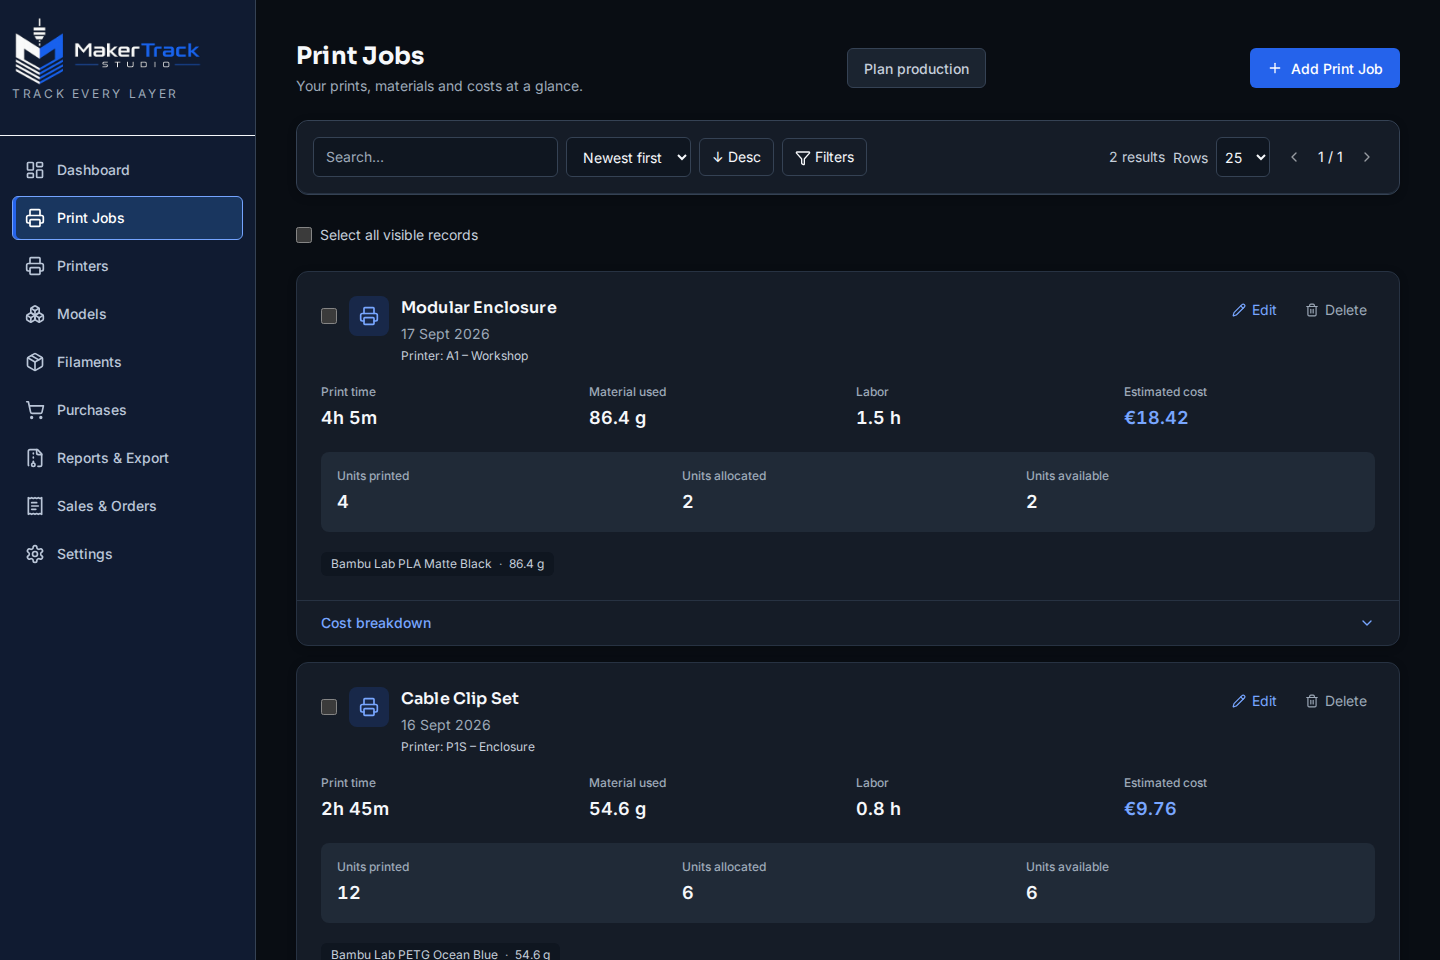 MakerTrack
STUDIO
TRACK EVERY LAYER
Dashboard
Print Jobs
Printers
Models
Filaments
Purchases
Reports & Export
Sales & Orders
Settings
Print Jobs
Your prints, materials and costs at a glance.
Plan production
Add Print Job
Search...
Newest first
Desc
Filters
2 results
Rows
25
1 / 1
Select all visible records
Modular Enclosure
17 Sept 2026
Printer: A1 – Workshop
Edit
Delete
Print time
Material used
Labor
Estimated cost
4h 5m
86.4 g
1.5 h
€18.42
Units printed
Units allocated
Units available
4
2
2
Bambu Lab PLA Matte Black · 86.4 g
Cost breakdown
Cable Clip Set
16 Sept 2026
Printer: P1S – Enclosure
Edit
Delete
Print time
Material used
Labor
Estimated cost
2h 45m
54.6 g
0.8 h
€9.76
Units printed
Units allocated
Units available
12
6
6
Bambu Lab PETG Ocean Blue · 54.6 g